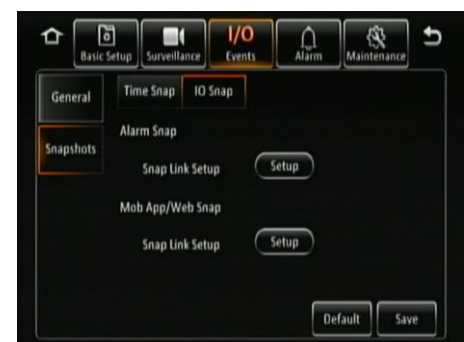 I/O
Basic Setup Surveillance Events Alarm Maintenance
General
Time Snap IO Snap
Alarm Snap
Snapshots
Snap Link Setup Setup
Mob App/Web Snap
Snap Link Setup Setup
Default Save